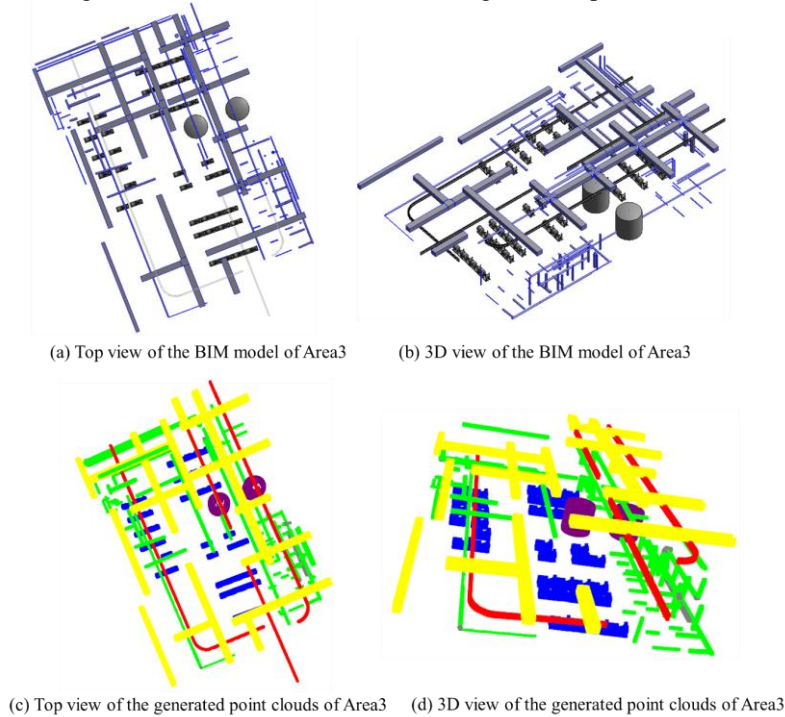 (a) Top view of the BIM model of Area3
(b) 3D view of the BIM model of Area3
(c) Top view of the generated point clouds of Area3
(d) 3D view of the generated point clouds of Area3